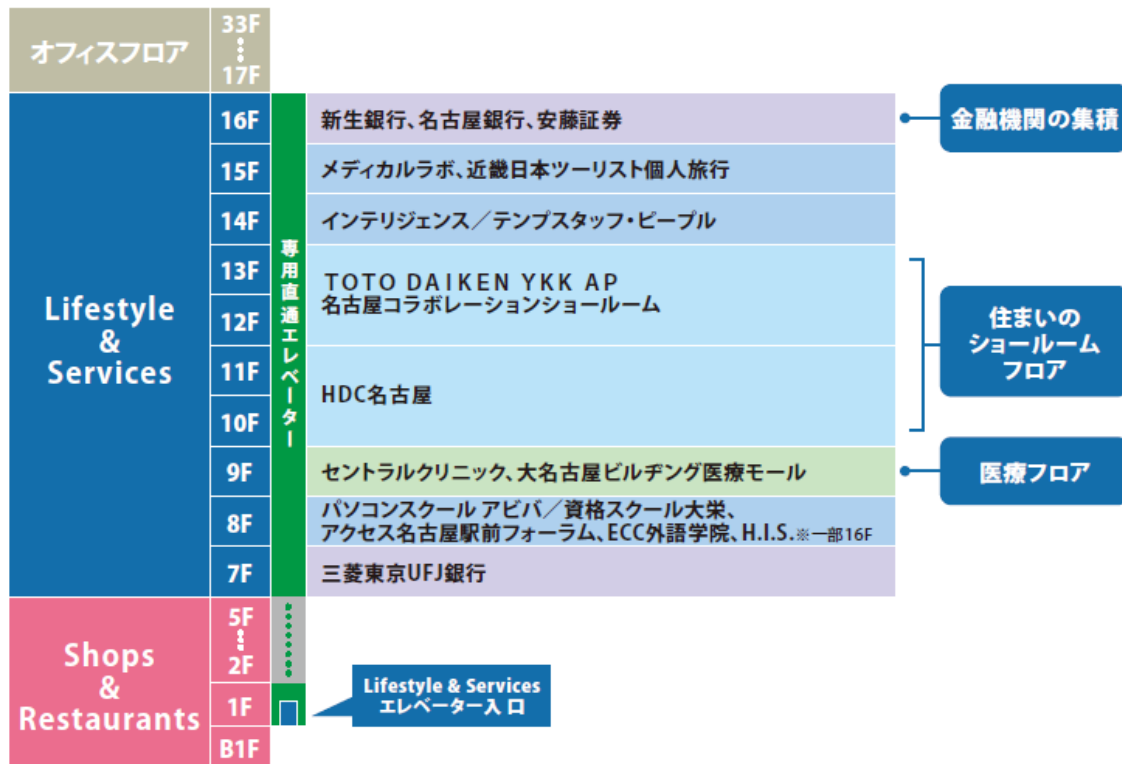 オフィスフロア
33F
17F
Lifestyle
&
Services
専用直通エレベーター
16F
新生銀行、名古屋銀行、安藤証券
金融機関の集積
15F
メディカルラボ、近畿日本ツーリスト個人旅行
14F
インテリジェンス／テンプスタッフ・ピープル
13F
12F
TOTO DAIKEN YKK AP
名古屋コラボレーションショールーム
住まいの
ショールーム
フロア
11F
10F
HDC名古屋
9F
セントラルクリニック、大名古屋ビルヂング医療モール
医療フロア
8F
パソコンスクール アビバ／資格スクール大栄、
アクセス名古屋駅前フォーラム、ECC外語学院、H.I.S.※一部16F
7F
三菱東京UFJ銀行
Shops
&
Restaurants
5F
2F
1F
B1F
Lifestyle & Services
エレベーター入口